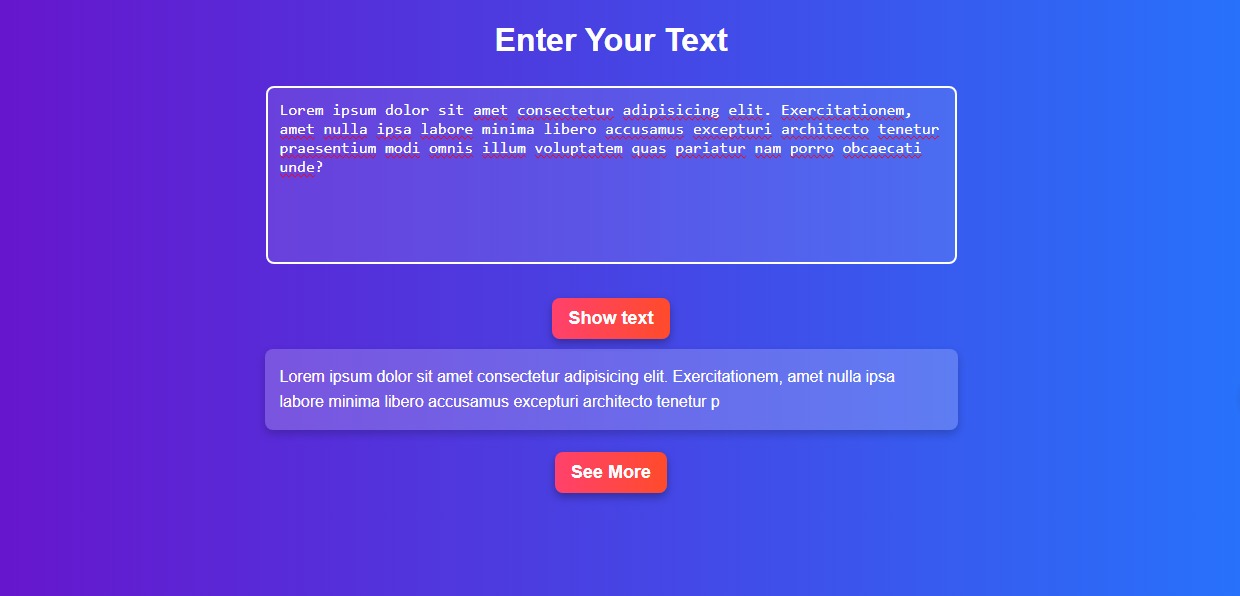 Enter Your Text
Lorem ipsum dolor sit amet consectetur adipisicing elit. Exercitationem,
amet nulla ipsa labore minima libero accusamus excepturi architecto tenetur
praesentium modi omnis illum voluptatem quas pariatur nam porro obcaecati
unde?
Show text
Lorem ipsum dolor sit amet consectetur adipisicing elit. Exercitationem, amet nulla ipsa
labore minima libero accusamus excepturi architecto tenetur p
See More